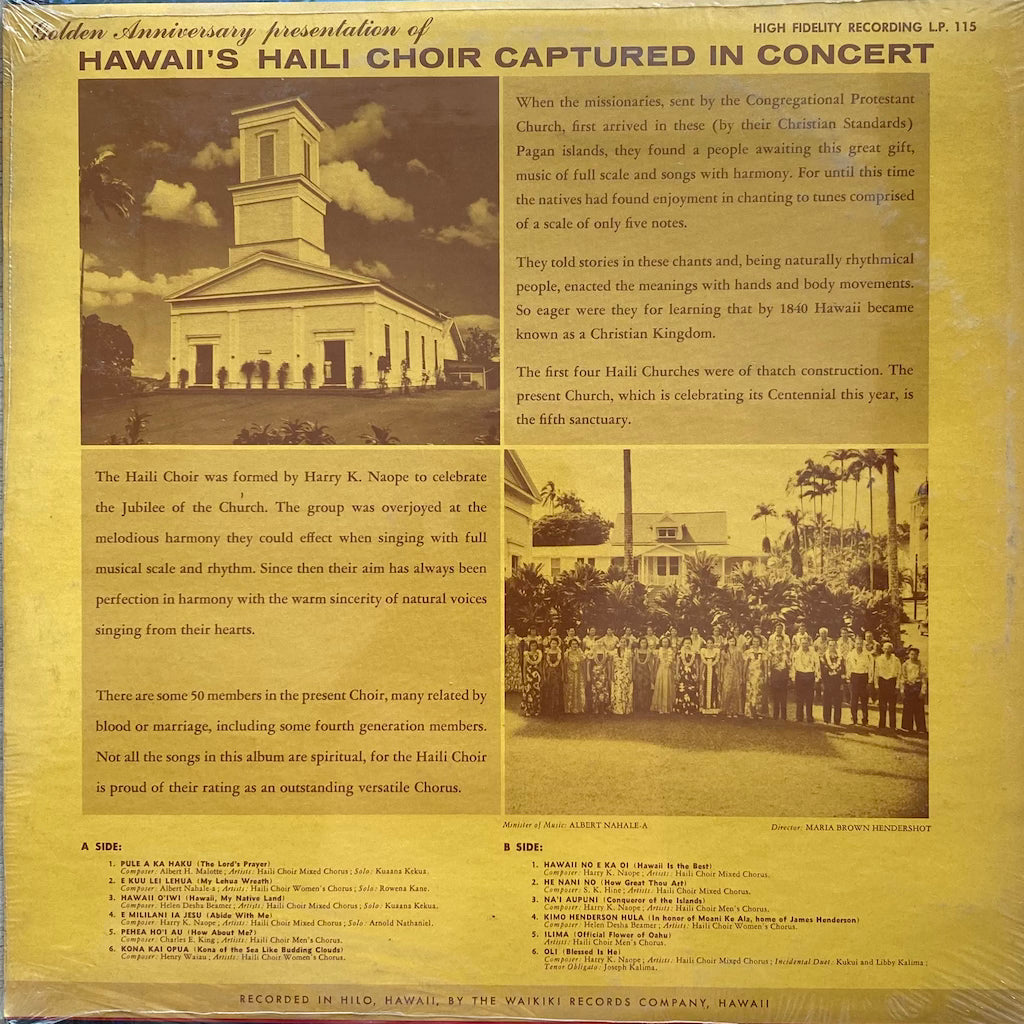 Golden Anniversary presentation of
HIGH FIDELITY RECORDING L.P. 115
HAWAII'S HAILI CHOIR CAPTURED IN CONCERT
When the missionaries, sent by the Congregational Protestant
Church, first arrived in these (by their Christian Standards)
Pagan islands, they found a people awaiting this great gift,
music of full scale and songs with harmony. For until this time
the natives had found enjoyment in chanting to tunes comprised
of a scale of only five notes.
They told stories in these chants and, being naturally rhythmical
people, enacted the meanings with hands and body movements.
So eager were they for learning that by 1840 Hawaii became
known as a Christian Kingdom.
The first four Haili Churches were of thatch construction. The
present Church, which is celebrating its Centennial this year, is
the fifth sanctuary.
The Haili Choir was formed by Harry K. Naope to celebrate
the Jubilee of the Church. The group was overjoyed at the
melodious harmony they could effect when singing with full
musical scale and rhythm. Since then their aim has always been
perfection in harmony with the warm sincerity of natural voices
singing from their hearts.
There are some 50 members in the present Choir, many related by
blood or marriage, including some fourth generation members.
Not all the songs in this album are spiritual, for the Haili Choir
is proud of their rating as an outstanding versatile Chorus.
Minister of Music: ALBERT NAHALE-A
Director: MARIA BROWN HENDERSHOT
A SIDE:
1. PULE A KA HAKU (The Lord's Prayer)
Composer: Albert H. Malotte; Artists: Haili Choir Mixed Chorus; Solo: Kuaana Kekua.
2. E KUU LEI LEHUA (My Lehua Wreath)
Composer: Albert Nahale-a; Artists: Haili Choir Women's Chorus; Solo: Rowena Kane.
3. HAWAII O'IWI (Hawaii, My Native Land)
Composer: Helen Desha Beamer; Artists: Haili Choir Mixed Chorus; Solo: Kuaana Kekua.
4. E MILILANI IA JESU (Abide With Me)
Composer: Harry K. Naope; Artists: Haili Choir Mixed Chorus; Solo: Arnold Nathaniel.
5. PEHEA HO'I AU (How About Me?)
Composer: Charles E. King; Artists: Haili Choir Men's Chorus.
6. KONA KAI OPUA (Kona of the Sea Like Budding Clouds)
Composer: Henry Waiau; Artists: Haili Choir Women's Chorus.
B SIDE:
1. HAWAII NO E KA OI (Hawaii Is the Best)
Composer: Harry K. Naope; Artists: Haili Choir Mixed Chorus.
2. HE NANI NO (How Great Thou Art)
Composer: S. K. Hine; Artists: Haili Choir Mixed Chorus.
3. NA'I AUPUNI (Conqueror of the Islands)
Composer: Harry K. Naope; Artists: Haili Choir Men's Chorus.
4. KIMO HENDERSON HULA (In honor of Moani Ke Ala, home of James Henderson)
Composer: Helen Desha Beamer; Artists: Haili Choir Women's Chorus.
5. ILIMA (Official Flower of Oahu)
Artists: Haili Choir Men's Chorus.
6. OLI (Blessed Is He)
Composer: Harry K. Naope; Artists: Haili Choir Mixed Chorus; Incidental Duet: Kukui and Libby Kalima;
Tenor Obligato: Joseph Kalima.
RECORDED IN HILO, HAWAII, BY THE WAIKIKI RECORDS COMPANY, HAWAII